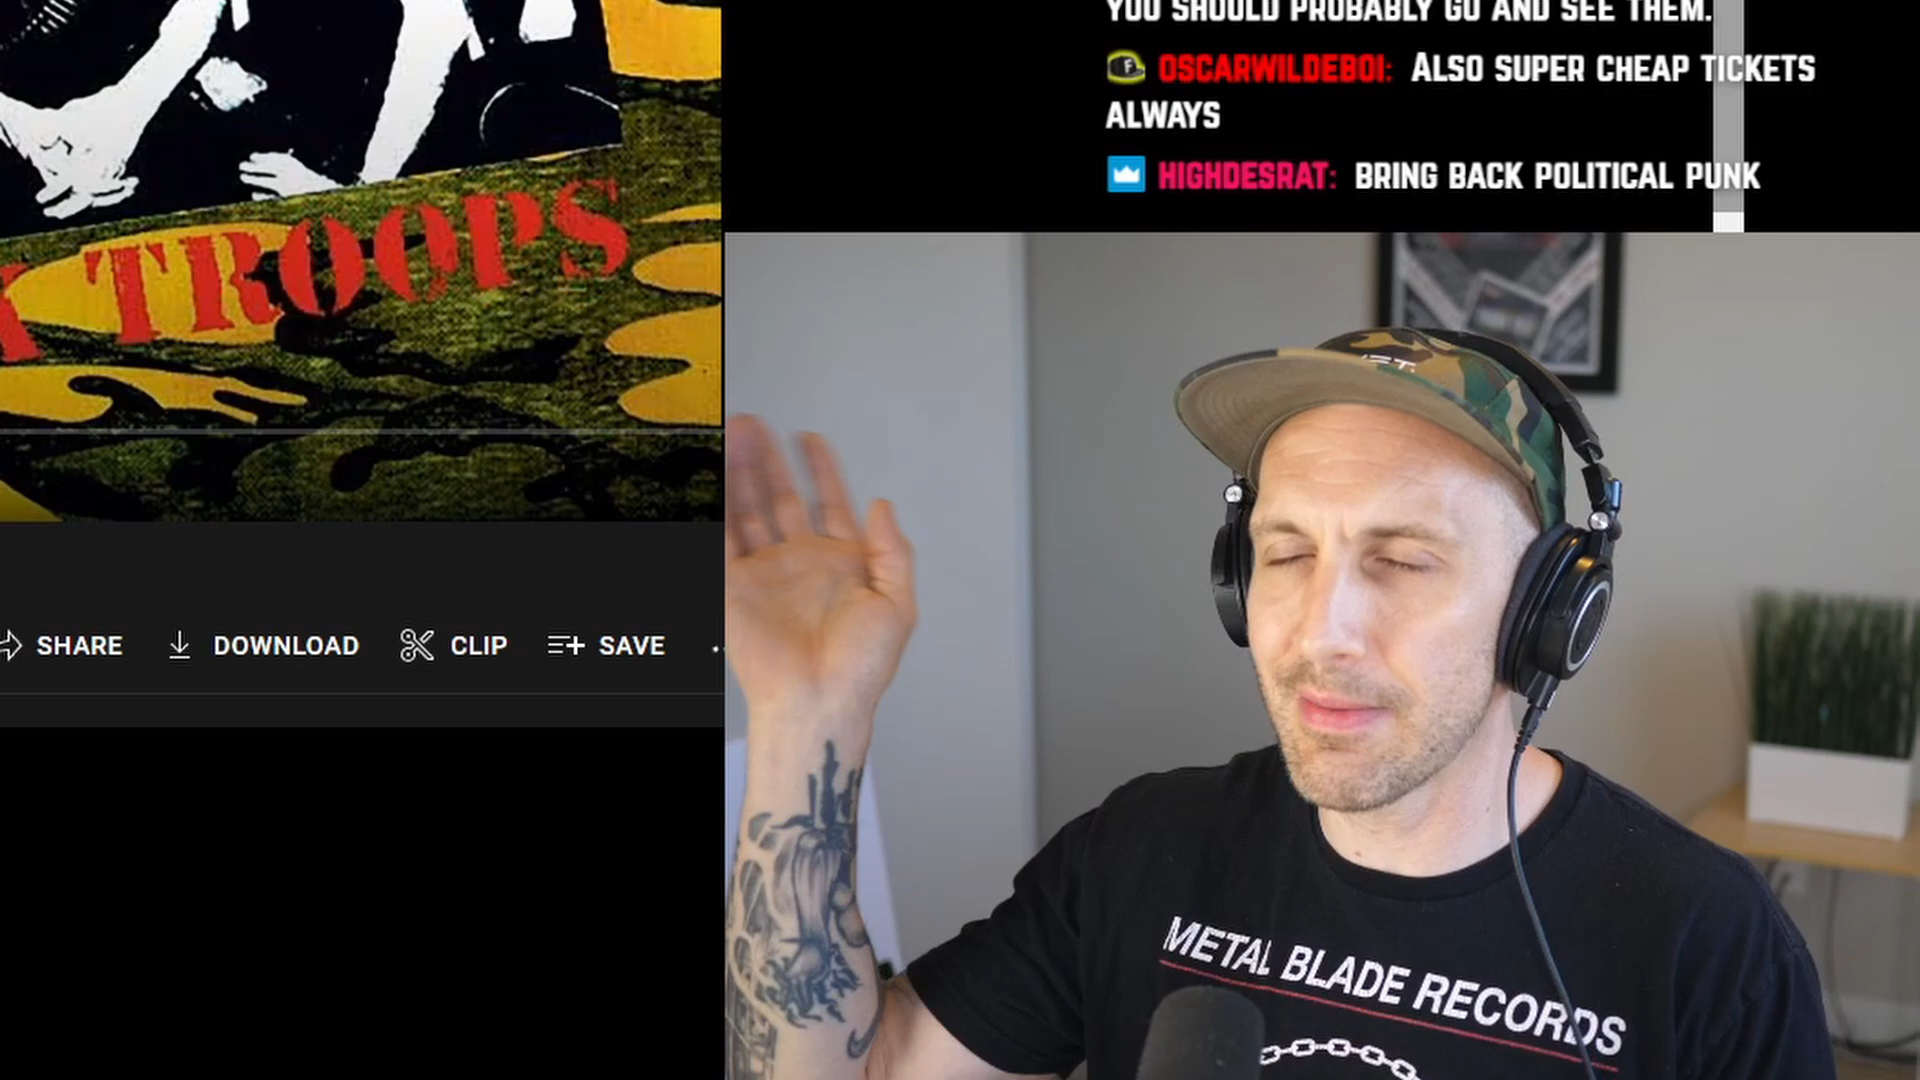 YOU SHOULD PROBABLY GO AND SEE THEM.
OSCARWILDEBOI: ALSO SUPER CHEAP TICKETS
ALWAYS
HIGHDESRAT: BRING BACK POLITICAL PUNK
TROOPS
SHARE
DOWNLOAD
CLIP
SAVE
METAL BLADE RECORDS